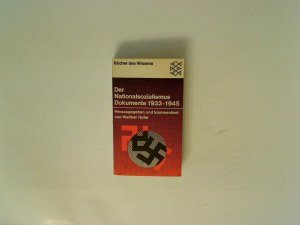 Bücher des Wissens
Der
Nationalsozialismus
Dokumente 1933-1945
Herausgegeben und kommentiert
von Walther Hofer